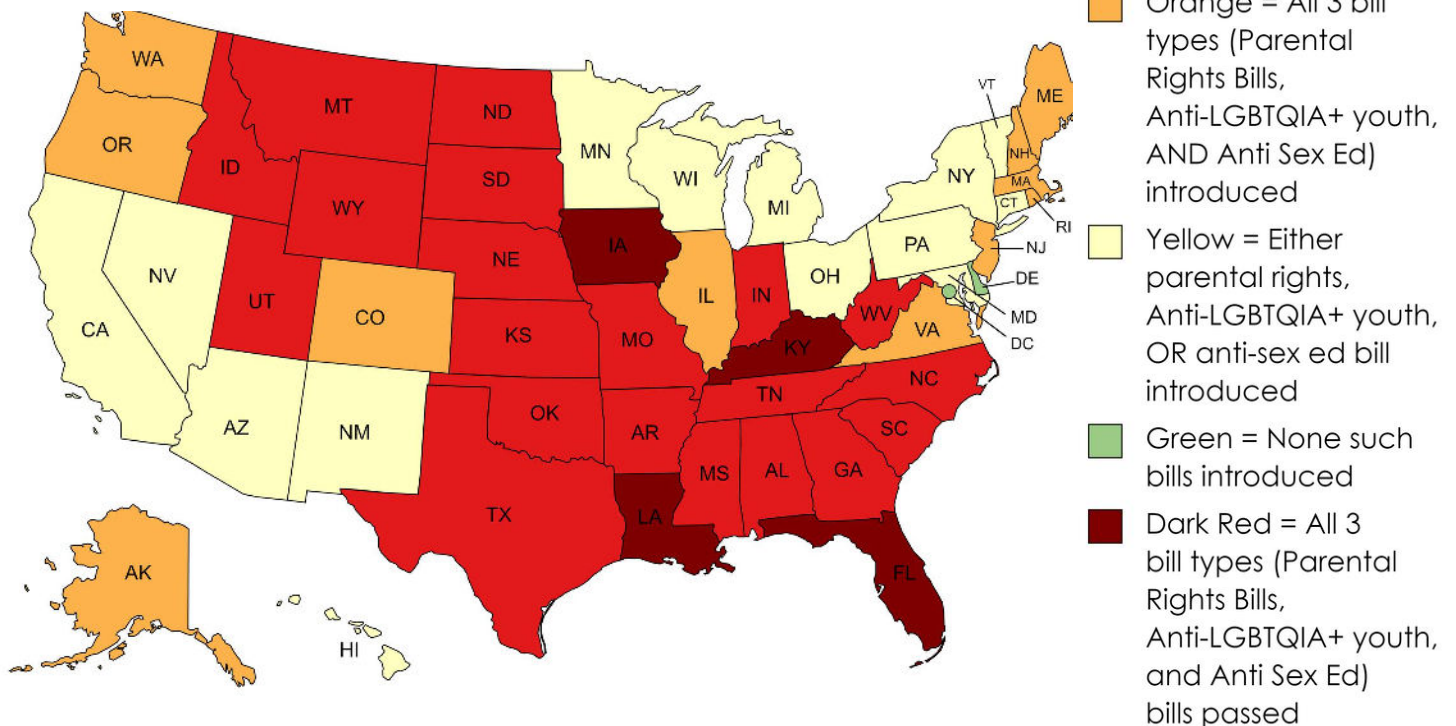 WA
MT
ND
MN
VT
ME
OR
ID
SD
WI
NY
NH
MA
CT
RI
WY
MI
IA
NE
PA
NJ
NV
UT
CO
IL
IN
OH
DE
MD
DC
CA
KS
MO
KY
WV
VA
AZ
NM
OK
AR
TN
NC
SC
MS
AL
GA
TX
LA
FL
AK
HI
Orange = All 3 bill
types (Parental
Rights Bills,
Anti-LGBTQIA+ youth,
AND Anti Sex Ed)
introduced
Yellow = Either
parental rights,
Anti-LGBTQIA+ youth,
OR anti-sex ed bill
introduced
Green = None such
bills introduced
Dark Red = All 3
bill types (Parental
Rights Bills,
Anti-LGBTQIA+ youth,
and Anti Sex Ed)
bills passed